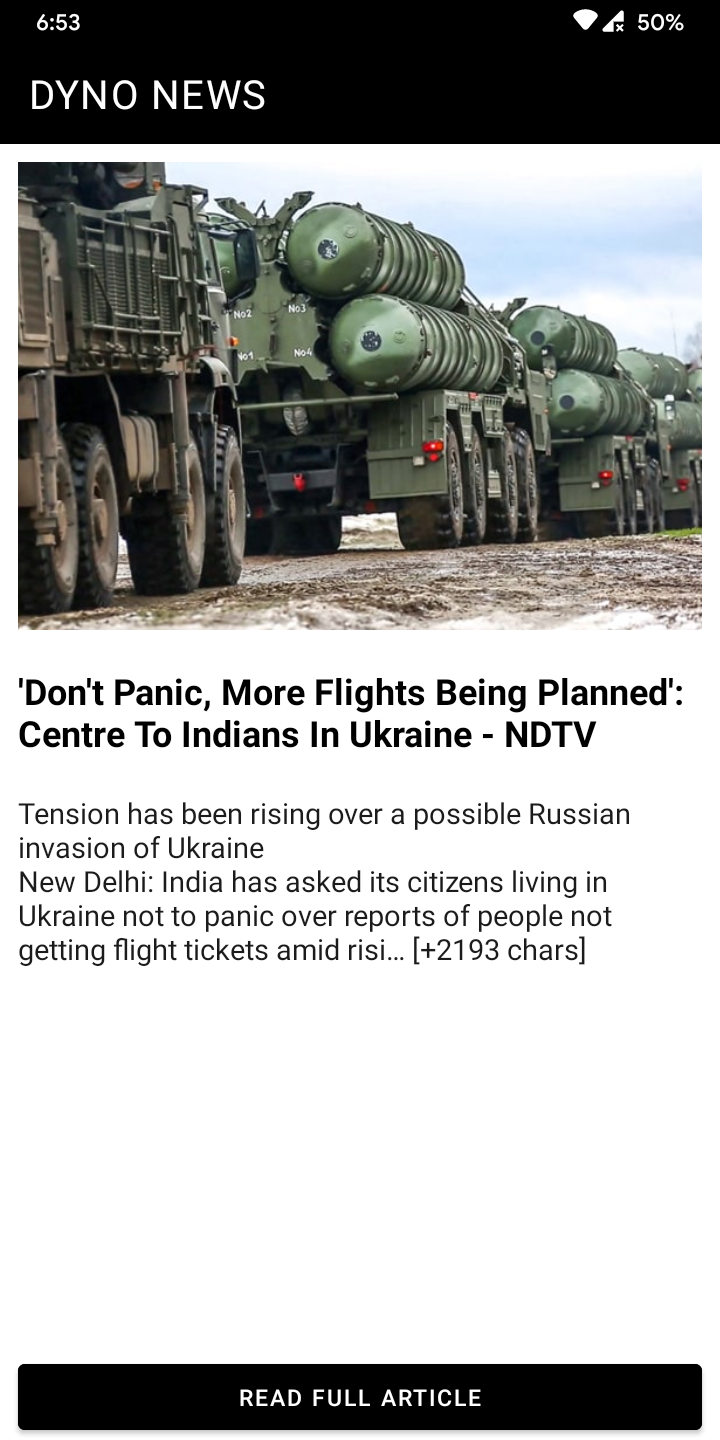 6:53 50%
DYNO NEWS
No2
No3
No1
No4
'Don't Panic, More Flights Being Planned':
Centre To Indians In Ukraine - NDTV
Tension has been rising over a possible Russian
invasion of Ukraine
New Delhi: India has asked its citizens living in
Ukraine not to panic over reports of people not
getting flight tickets amid risi… [+2193 chars]
READ FULL ARTICLE